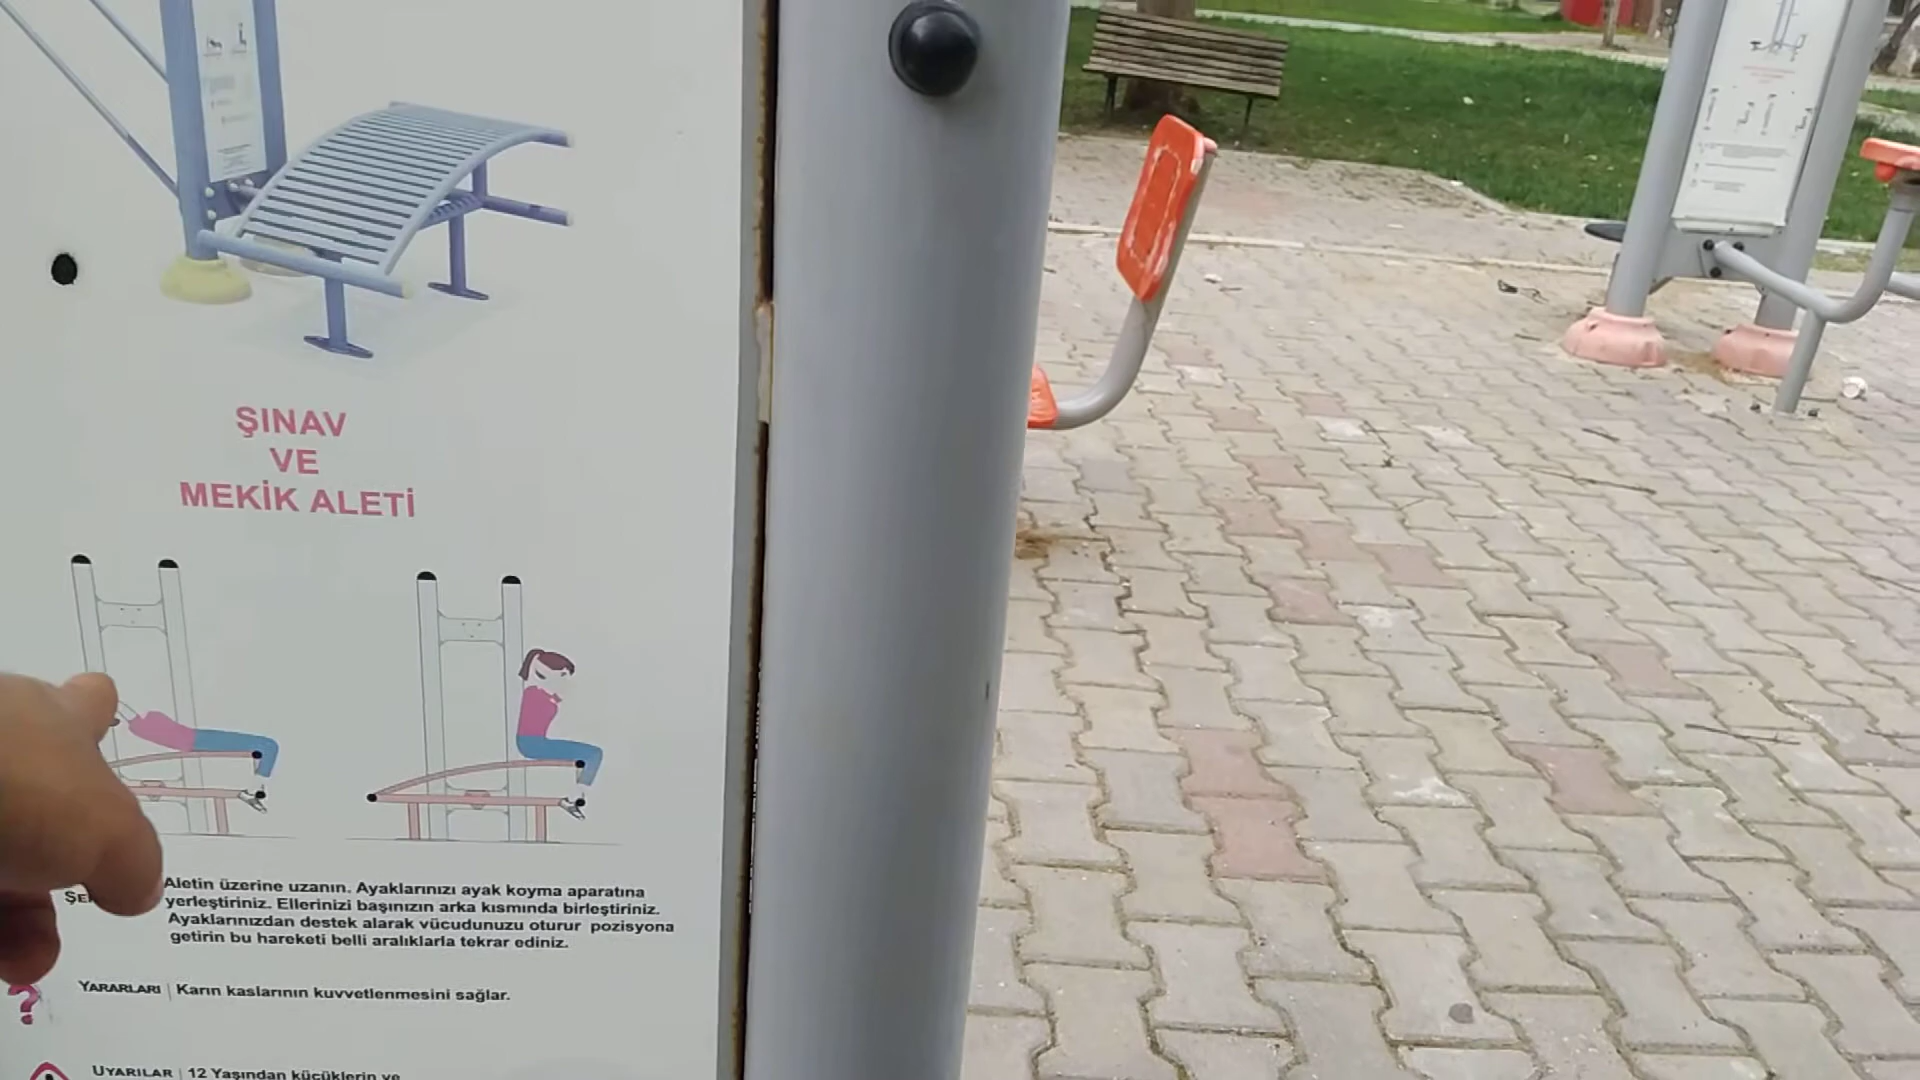 ŞINAV
VE
MEKİK ALETİ
Aletin üzerine uzanın. Ayaklarınızı ayak koyma aparatına
yerleştiriniz. Ellerinizi başınızın arka kısmında birleştiriniz.
Ayaklarınızdan destek alarak vücudunuzu oturur pozisyona
getirin bu hareketi belli aralıklarla tekrar ediniz.
YARARLARI | Karın kaslarının kuvvetlenmesini sağlar.
UYARILAR | 12 Yaşından küçüklerin ve